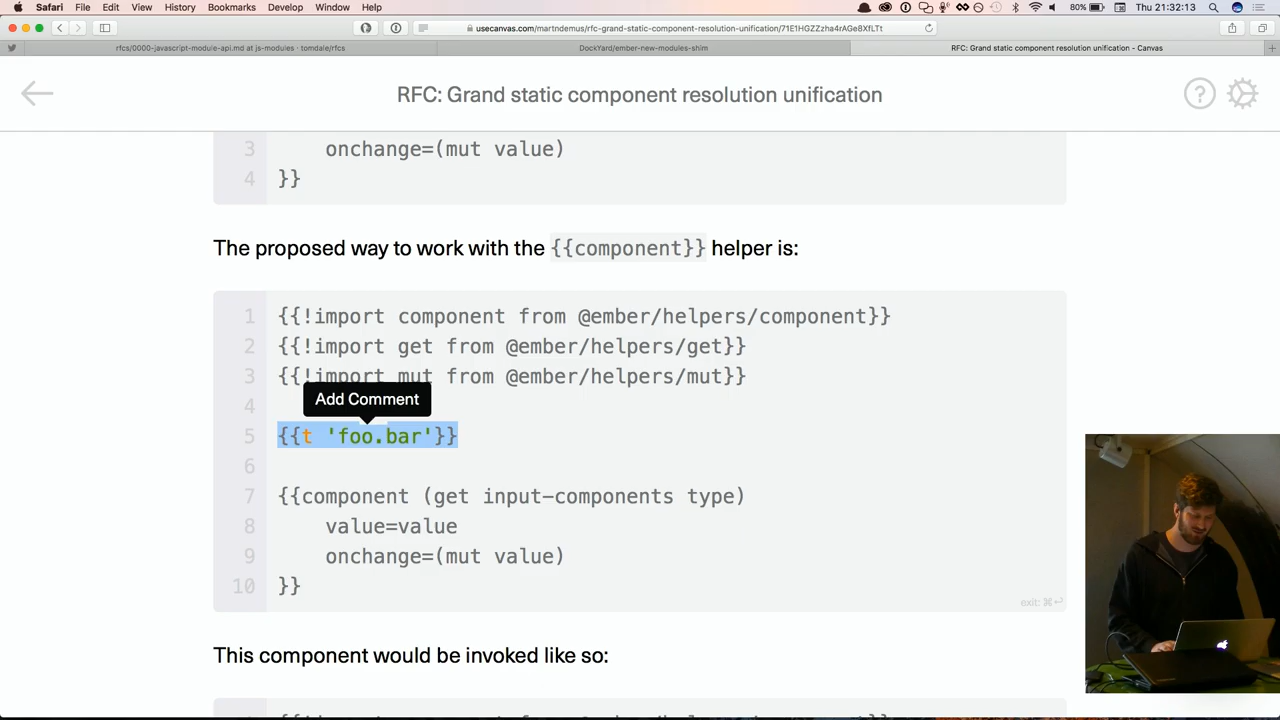 Safari File Edit View History Bookmarks Develop Window Help 80% Thu 21:32:13
usecanvas.com/martndemus/rfc-grand-static-component-resolution-unification/71E1HGZZzha4rAGe8XfLTt
rfcs/0000-javascript-module-api.md at js-modules · tomdale/rfcs
DockYard/ember-new-modules-shim
RFC: Grand static component resolution unification - Canvas
RFC: Grand static component resolution unification
3 onchange=(mut value)
4 }}
The proposed way to work with the {{component}} helper is:
1 {{!import component from @ember/helpers/component}}
2 {{!import get from @ember/helpers/get}}
3 {{!import mut from @ember/helpers/mut}}
Add Comment
4
5 {{t 'foo.bar'}}
6
7 {{component (get input-components type)
8 value=value
9 onchange=(mut value)
10 }}
exit: ⌘↩
This component would be invoked like so: